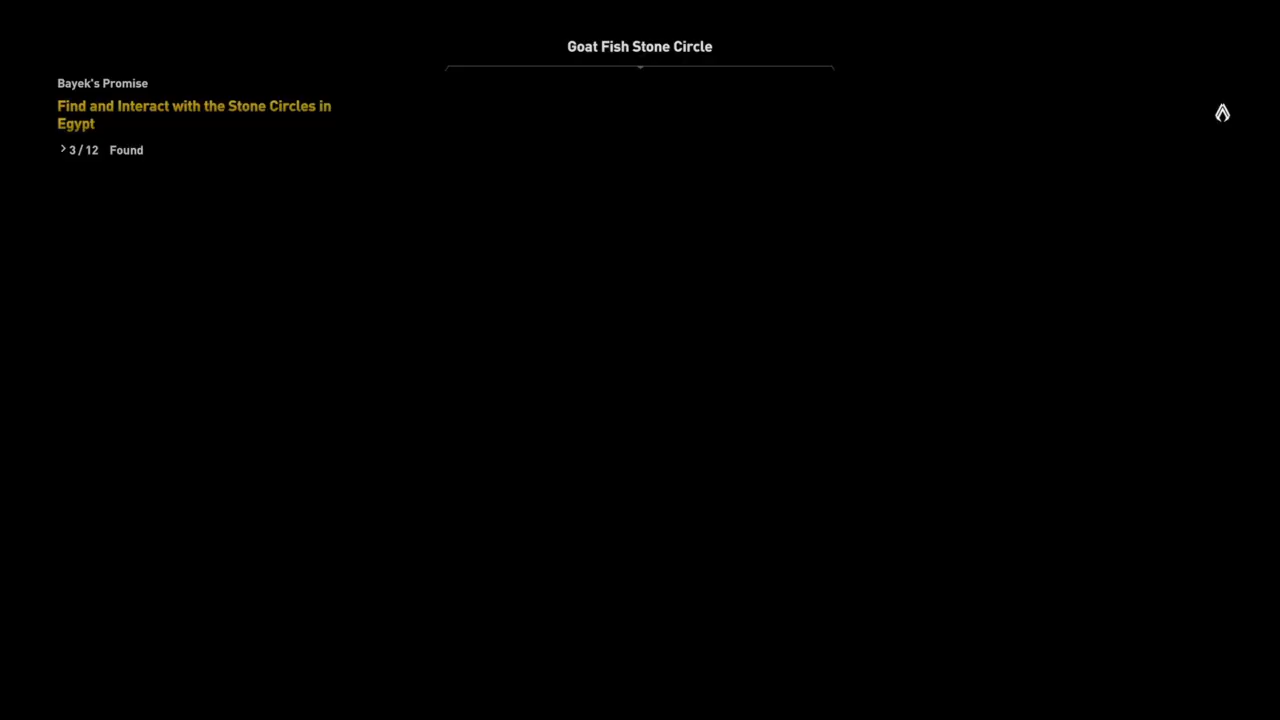 Goat Fish Stone Circle
Bayek's Promise
Find and Interact with the Stone Circles in
Egypt
3 / 12 Found